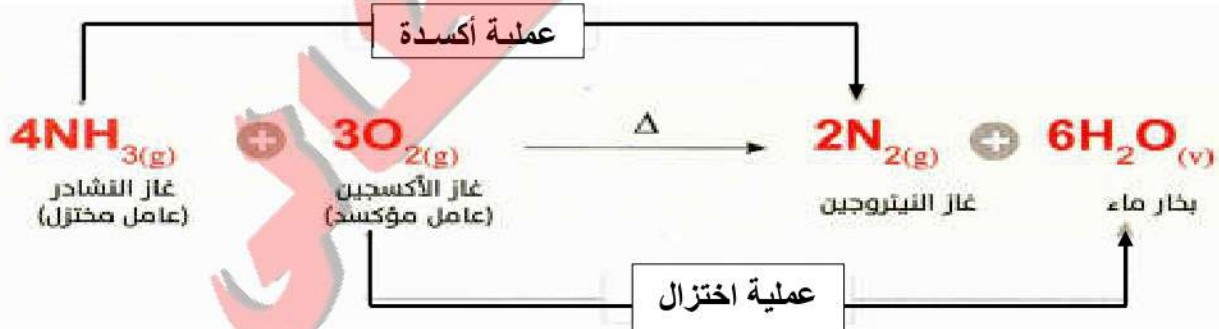 عملية أكسدة
4NH3(g) + 3O2(g) Δ 2N2(g) + 6H2O(v)
غاز النشادر غاز الأكسجين غاز النيتروجين بخار ماء
(عامل مختزل) (عامل مؤكسد)
عملية اختزال